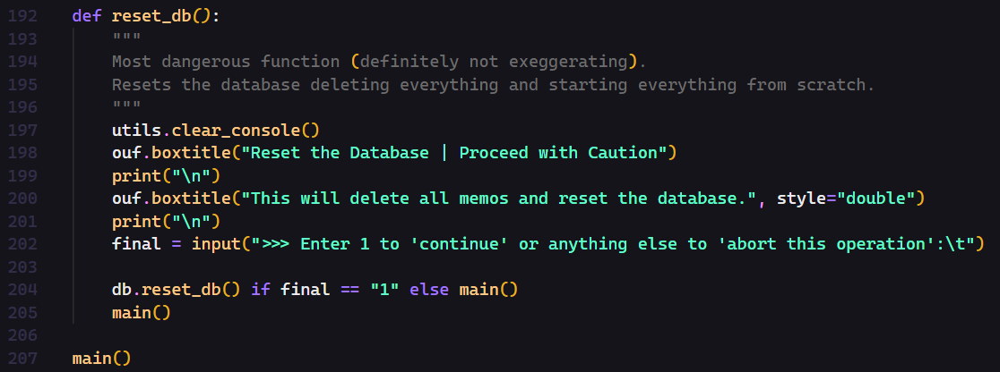 192 def reset_db():
193 """
194 Most dangerous function (definitely not exeggerating).
195 Resets the database deleting everything and starting everything from scratch.
196 """
197 utils.clear_console()
198 ouf.boxtitle("Reset the Database | Proceed with Caution")
199 print("\n")
200 ouf.boxtitle("This will delete all memos and reset the database.", style="double")
201 print("\n")
202 final = input(">>> Enter 1 to 'continue' or anything else to 'abort this operation':\t")
203
204 db.reset_db() if final == "1" else main()
205 main()
206
207 main()